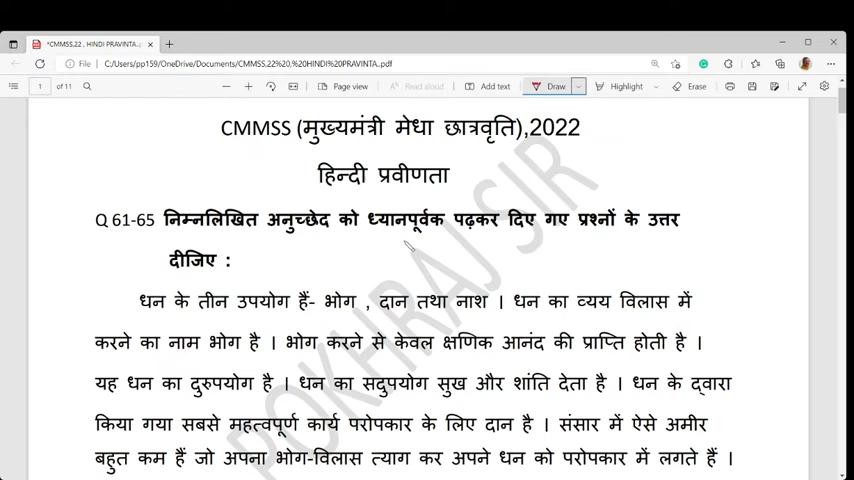 *CMMSS,22 , HINDI PRAVINTA.pdf
File C:/Users/pp159/OneDrive/Documents/CMMSS,22%20,%20HINDI%20PRAVINTA.pdf
1 of 11 Page view Read aloud Add text Draw Highlight Erase
CMMSS (मुख्यमंत्री मेधा छात्रवृति),2022
हिन्दी प्रवीणता
Q 61-65 निम्नलिखित अनुच्छेद को ध्यानपूर्वक पढ़कर दिए गए प्रश्नों के उत्तर
दीजिए :
धन के तीन उपयोग हैं- भोग , दान तथा नाश । धन का व्यय विलास में
करने का नाम भोग है । भोग करने से केवल क्षणिक आनंद की प्राप्ति होती है ।
यह धन का दुरुपयोग है । धन का सदुपयोग सुख और शांति देता है । धन के द्वारा
किया गया सबसे महत्वपूर्ण कार्य परोपकार के लिए दान है । संसार में ऐसे अमीर
बहुत कम हैं जो अपना भोग-विलास त्याग कर अपने धन को परोपकार में लगते हैं ।
POKHRAJ SIR